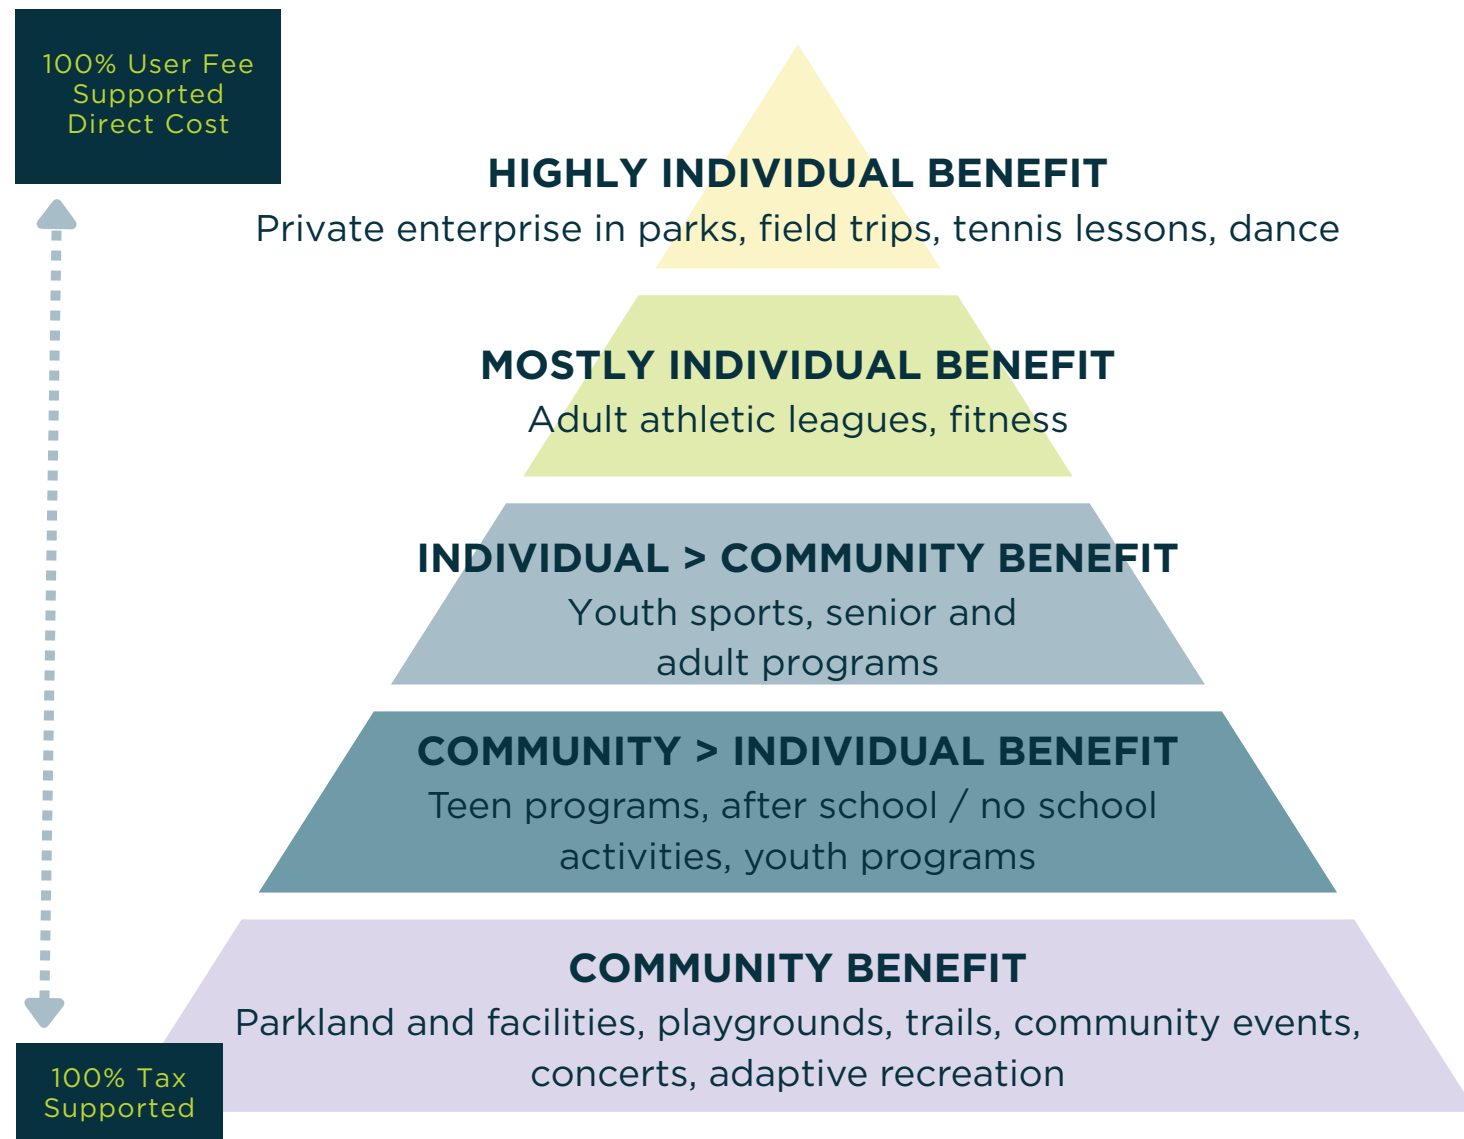 100% User Fee
Supported
Direct Cost
HIGHLY INDIVIDUAL BENEFIT
Private enterprise in parks, field trips, tennis lessons, dance
MOSTLY INDIVIDUAL BENEFIT
Adult athletic leagues, fitness
INDIVIDUAL > COMMUNITY BENEFIT
Youth sports, senior and
adult programs
COMMUNITY > INDIVIDUAL BENEFIT
Teen programs, after school / no school
activities, youth programs
COMMUNITY BENEFIT
Parkland and facilities, playgrounds, trails, community events,
concerts, adaptive recreation
100% Tax
Supported